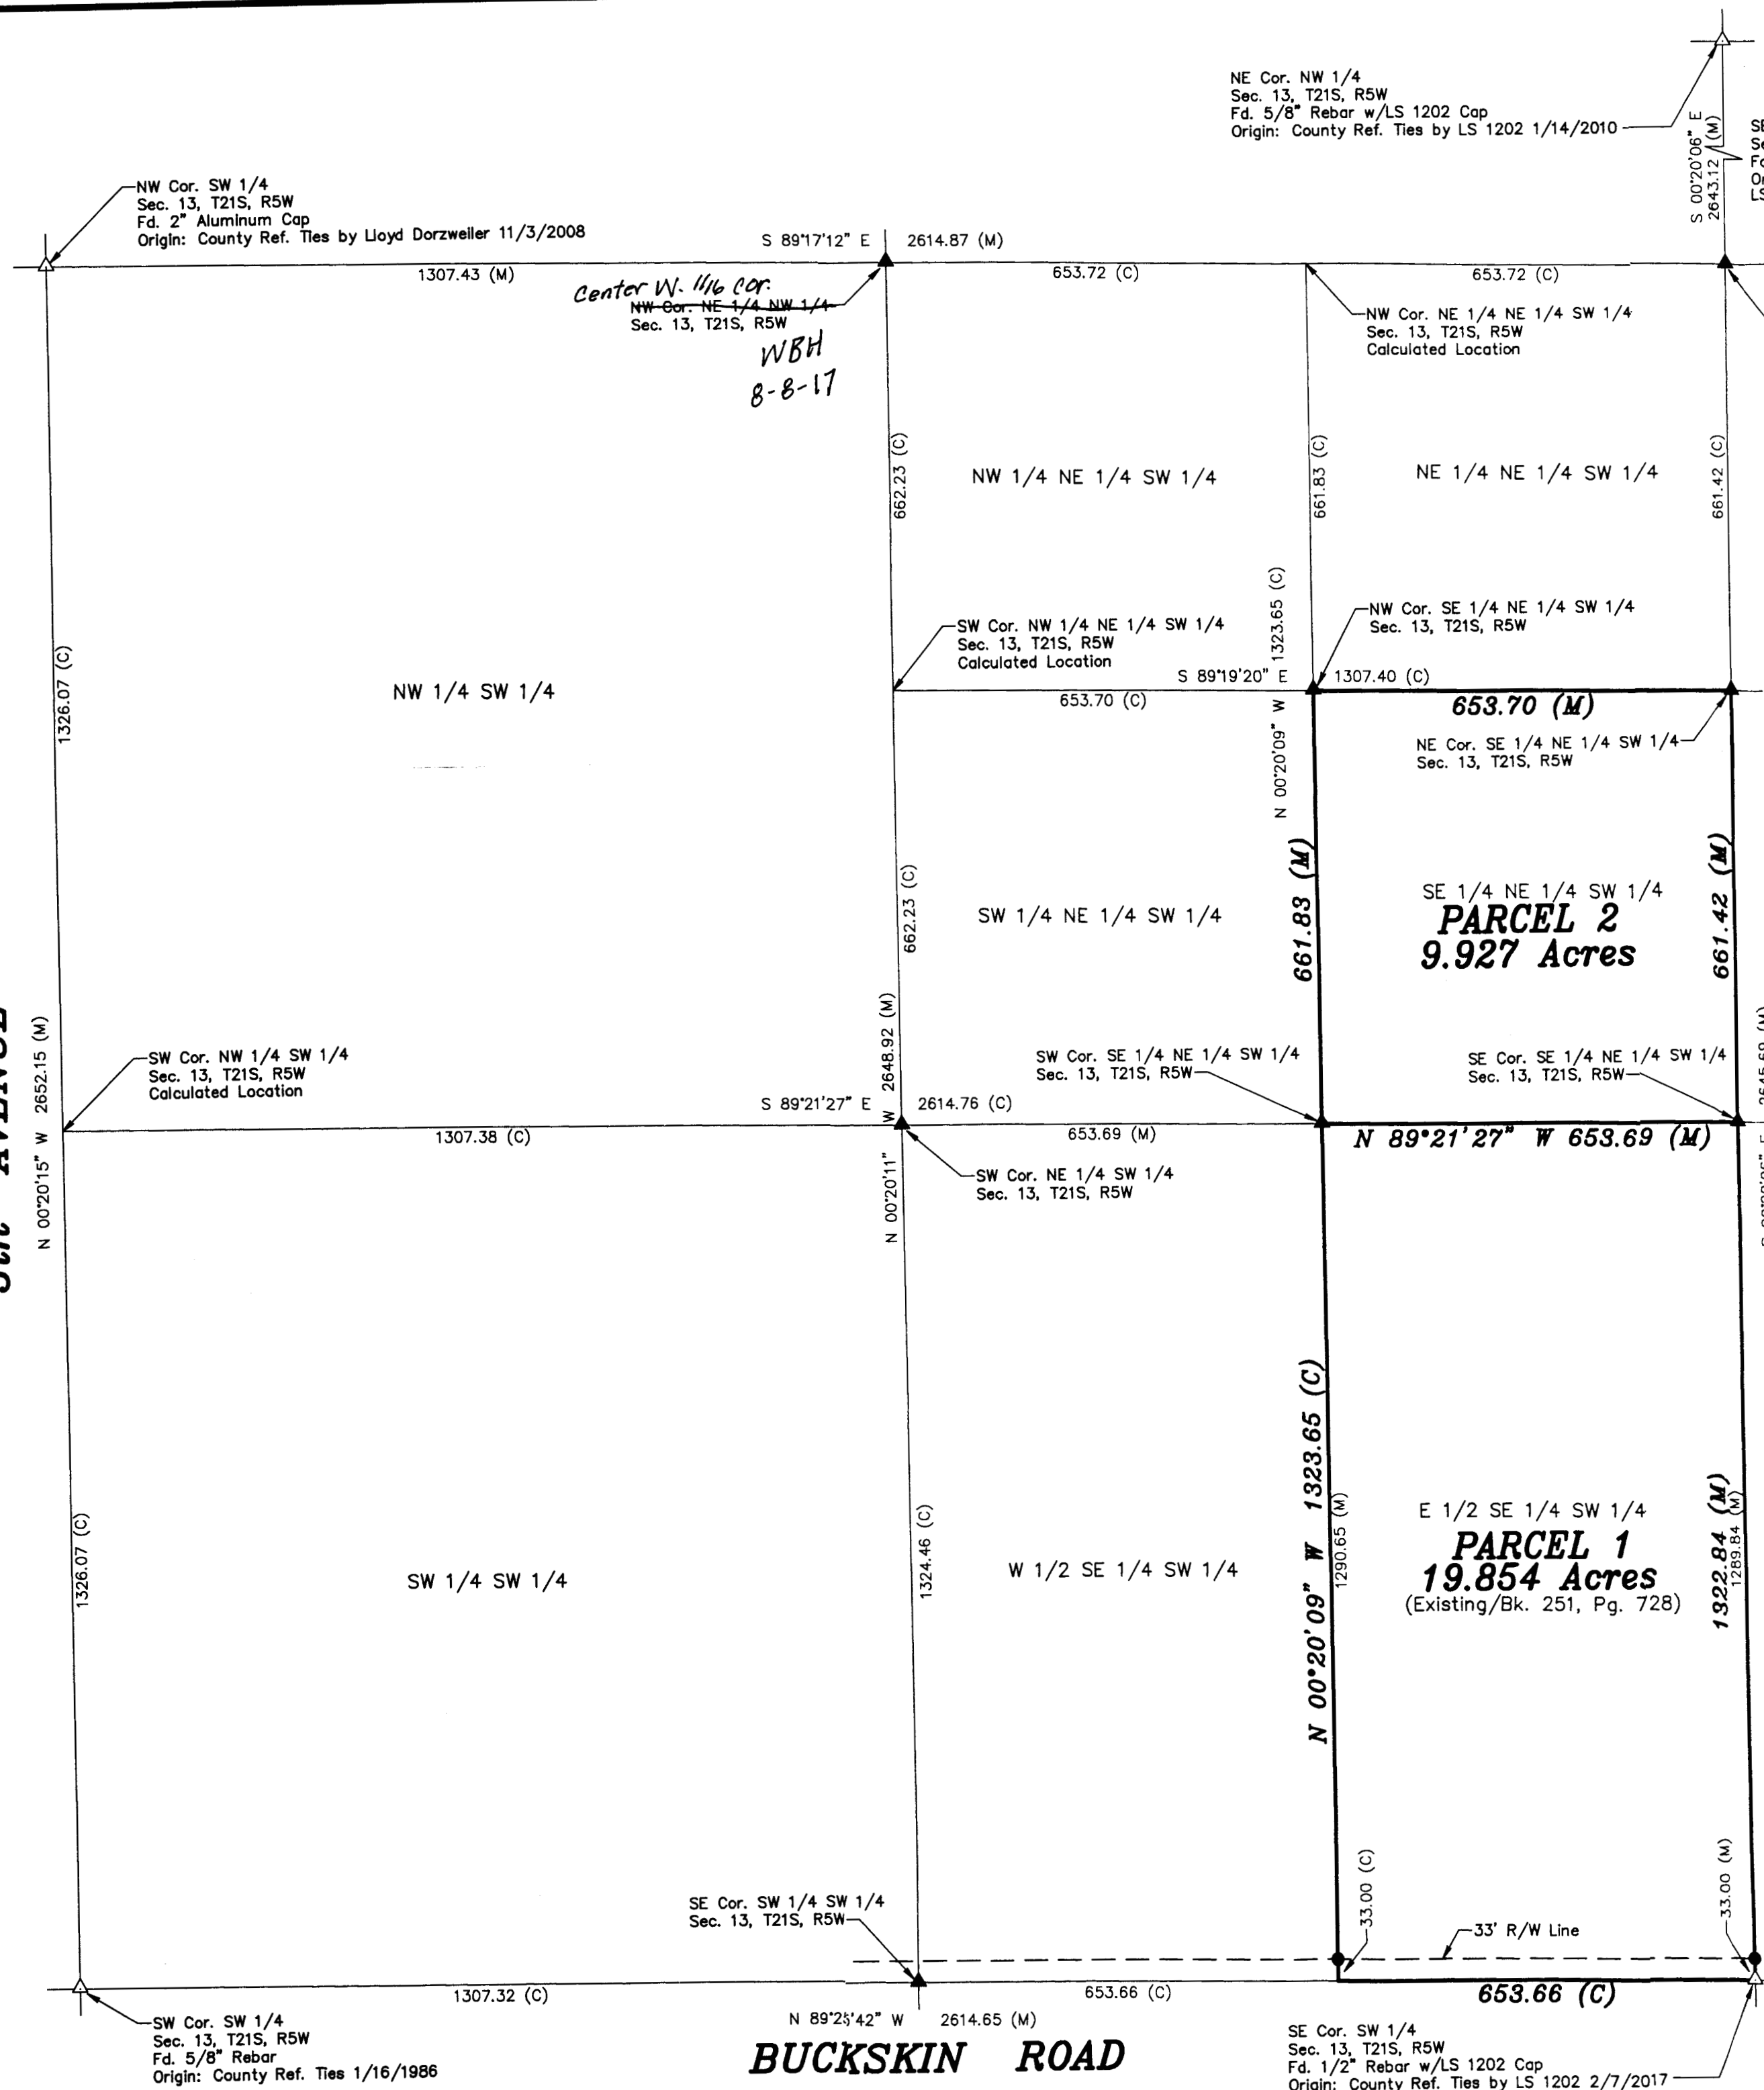 NE Cor. NW 1/4
Sec. 13, T21S, R5W
Fd. 5/8" Rebar w/LS 1202 Cap
Origin: County Ref. Ties by LS 1202 1/14/2010
S 00°20'06" E
2643.12 (M)
NW Cor. SW 1/4
Sec. 13, T21S, R5W
Fd. 2" Aluminum Cap
Origin: County Ref. Ties by Lloyd Dorzweiler 11/3/2008
S 89°17'12" E 2614.87 (M)
1307.43 (M)
653.72 (C)
653.72 (C)
Center W. 1/16 Cor.
NW Cor. NE 1/4 NW 1/4
Sec. 13, T21S, R5W
WBH
8-8-17
NW Cor. NE 1/4 NE 1/4 SW 1/4
Sec. 13, T21S, R5W
Calculated Location
662.23 (C)
NW 1/4 NE 1/4 SW 1/4
661.83 (C)
NE 1/4 NE 1/4 SW 1/4
661.42 (C)
SW Cor. NW 1/4 NE 1/4 SW 1/4
Sec. 13, T21S, R5W
Calculated Location
NW Cor. SE 1/4 NE 1/4 SW 1/4
Sec. 13, T21S, R5W
N 00°20'09" W 1323.65 (C)
1326.07 (C)
NW 1/4 SW 1/4
S 89°19'20" E 1307.40 (C)
653.70 (C)
653.70 (M)
NE Cor. SE 1/4 NE 1/4 SW 1/4
Sec. 13, T21S, R5W
662.23 (C)
SW 1/4 NE 1/4 SW 1/4
661.83 (M)
SE 1/4 NE 1/4 SW 1/4
PARCEL 2
9.927 Acres
661.42 (M)
AVENUE
N 00°20'15" W 2652.15 (M)
SW Cor. NW 1/4 SW 1/4
Sec. 13, T21S, R5W
Calculated Location
N 00°20'11" W 2648.92 (M)
SW Cor. SE 1/4 NE 1/4 SW 1/4
Sec. 13, T21S, R5W
SE Cor. SE 1/4 NE 1/4 SW 1/4
Sec. 13, T21S, R5W
S 89°21'27" E 2614.76 (C)
1307.38 (C)
653.69 (M)
N 89°21'27" W 653.69 (M)
SW Cor. NE 1/4 SW 1/4
Sec. 13, T21S, R5W
1326.07 (C)
SW 1/4 SW 1/4
1324.46 (C)
W 1/2 SE 1/4 SW 1/4
N 00°20'09" W 1323.65 (C)
1290.65 (M)
E 1/2 SE 1/4 SW 1/4
PARCEL 1
19.854 Acres
(Existing/Bk. 251, Pg. 728)
1322.84 (M)
1289.84 (M)
SE Cor. SW 1/4 SW 1/4
Sec. 13, T21S, R5W
33.00 (C)
33' R/W Line
33.00 (M)
1307.32 (C)
653.66 (C)
653.66 (C)
N 89°25'42" W 2614.65 (M)
SW Cor. SW 1/4
Sec. 13, T21S, R5W
Fd. 5/8" Rebar
Origin: County Ref. Ties 1/16/1986
BUCKSKIN ROAD
SE Cor. SW 1/4
Sec. 13, T21S, R5W
Fd. 1/2" Rebar w/LS 1202 Cap
Origin: County Ref. Ties by LS 1202 2/7/2017